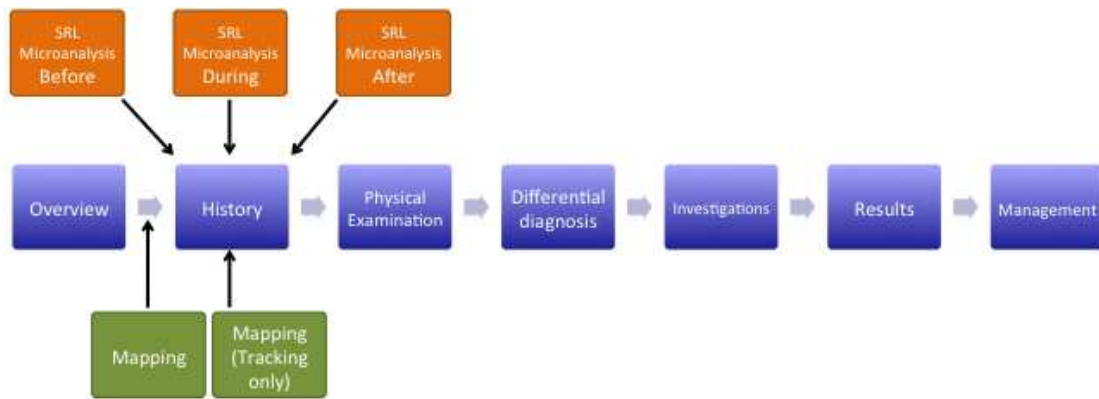 SRL
Microanalysis
Before
SRL
Microanalysis
During
SRL
Microanalysis
After
Overview
History
Physical
Examination
Differential
diagnosis
Investigations
Results
Management
Mapping
Mapping
(Tracking
only)